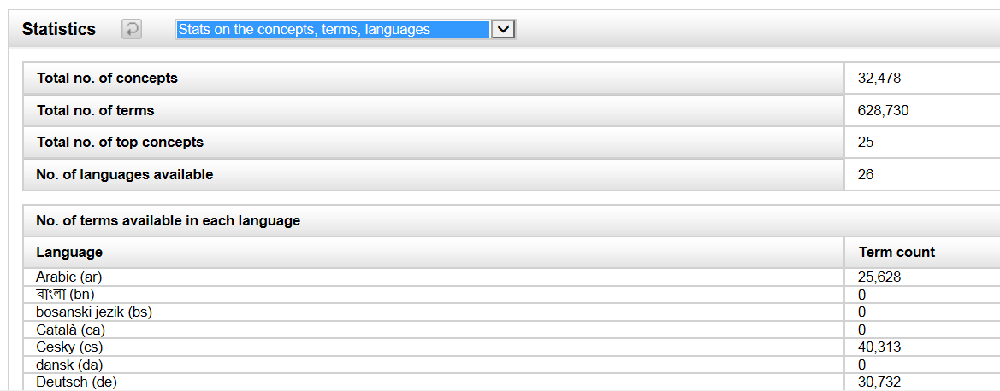 Statistics Stats on the concepts, terms, languages
Total no. of concepts 32,478
Total no. of terms 628,730
Total no. of top concepts 25
No. of languages available 26
No. of terms available in each language
Language Term count
Arabic (ar) 25,628
বাংলা (bn) 0
bosanski jezik (bs) 0
Català (ca) 0
Cesky (cs) 40,313
dansk (da) 0
Deutsch (de) 30,732